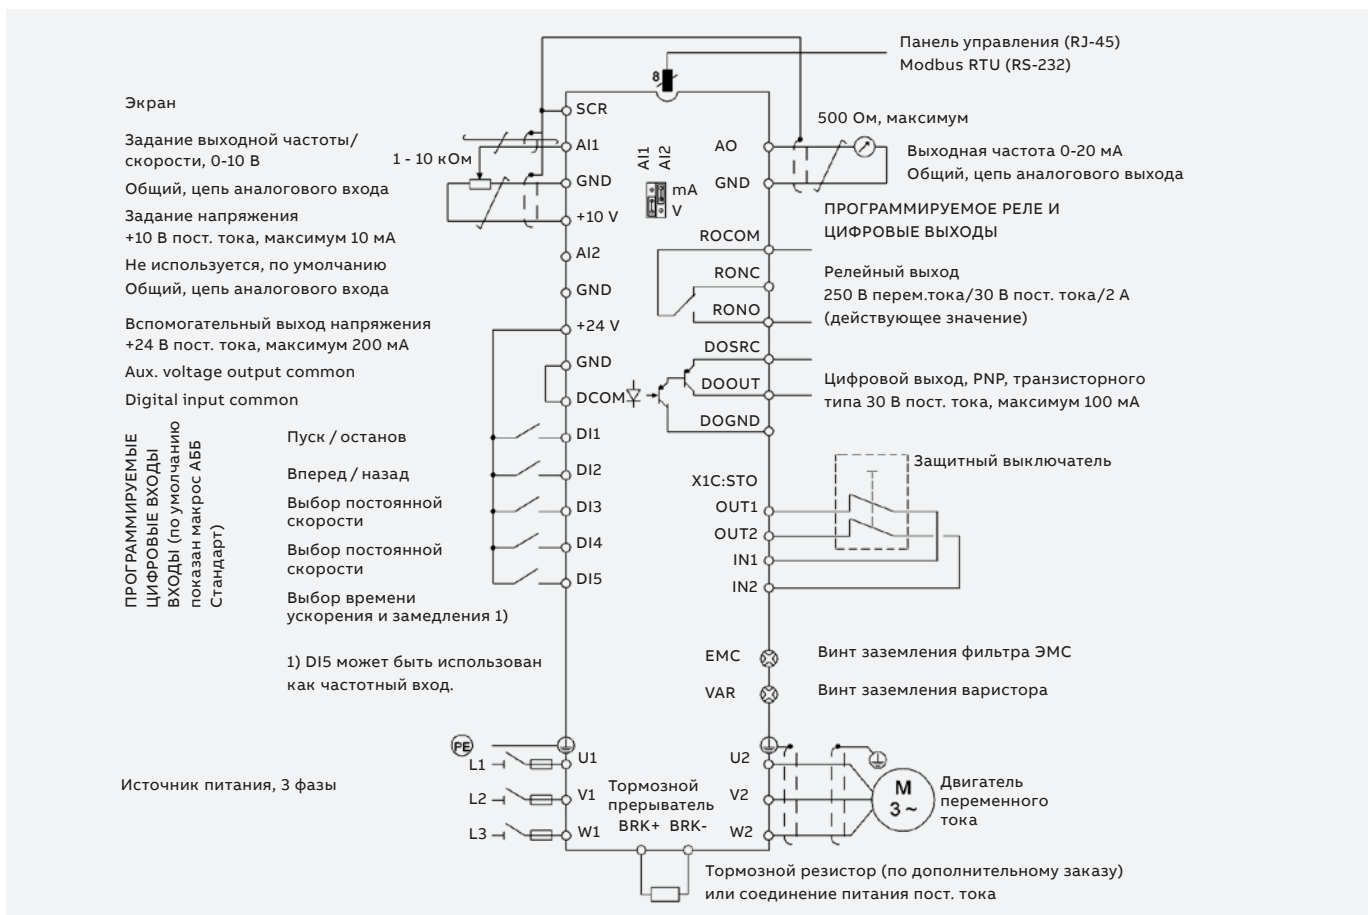 Панель управления (RJ-45)
Modbus RTU (RS-232)
8
Экран
SCR
Задание выходной частоты/
скорости, 0-10 В
1 - 10 кОм
AI1
Общий, цепь аналогового входа
GND
Задание напряжения
+10 В пост. тока, максимум 10 мА
+10 V
Не используется, по умолчанию
AI2
Общий, цепь аналогового входа
GND
Вспомогательный выход напряжения
+24 В пост. тока, максимум 200 мА
+24 V
Aux. voltage output common
GND
Digital input common
DCOM
ПРОГРАММИРУЕМЫЕ
ЦИФРОВЫЕ ВХОДЫ
ВХОДЫ (по умолчанию
показан макрос АББ
Стандарт)
Пуск / останов
DI1
Вперед / назад
DI2
Выбор постоянной
скорости
DI3
Выбор постоянной
скорости
DI4
Выбор времени
ускорения и замедления 1)
DI5
1) DI5 может быть использован
как частотный вход.
AI1
AI2
mA
V
500 Ом, максимум
AO
GND
Выходная частота 0-20 мА
Общий, цепь аналогового выхода
ПРОГРАММИРУЕМОЕ РЕЛЕ И
ЦИФРОВЫЕ ВЫХОДЫ
ROCOM
RONC
RONO
Релейный выход
250 В перем.тока/30 В пост. тока/2 А
(действующее значение)
DOSRC
DOOUT
DOGND
Цифровой выход, PNP, транзисторного
типа 30 В пост. тока, максимум 100 мА
Защитный выключатель
X1C:STO
OUT1
OUT2
IN1
IN2
EMC
Винт заземления фильтра ЭМС
VAR
Винт заземления варистора
PE
Источник питания, 3 фазы
L1
U1
L2
V1
L3
W1
Тормозной
прерыватель
BRK+ BRK-
U2
V2
W2
M
3 ~
Двигатель
переменного
тока
Тормозной резистор (по дополнительному заказу)
или соединение питания пост. тока